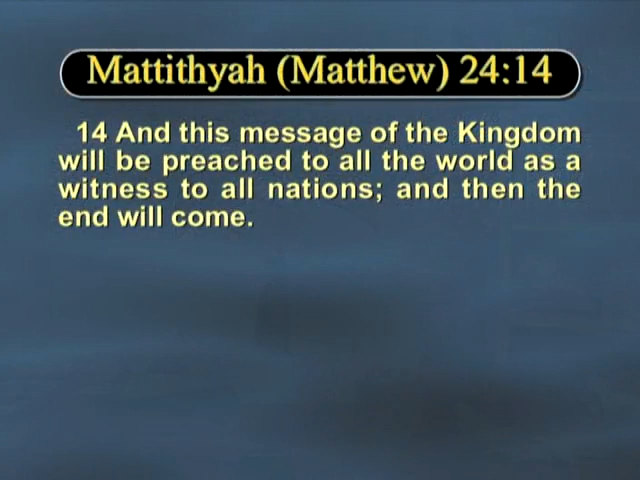 Mattithyah (Matthew) 24:14
14 And this message of the Kingdom
will be preached to all the world as a
witness to all nations; and then the
end will come.